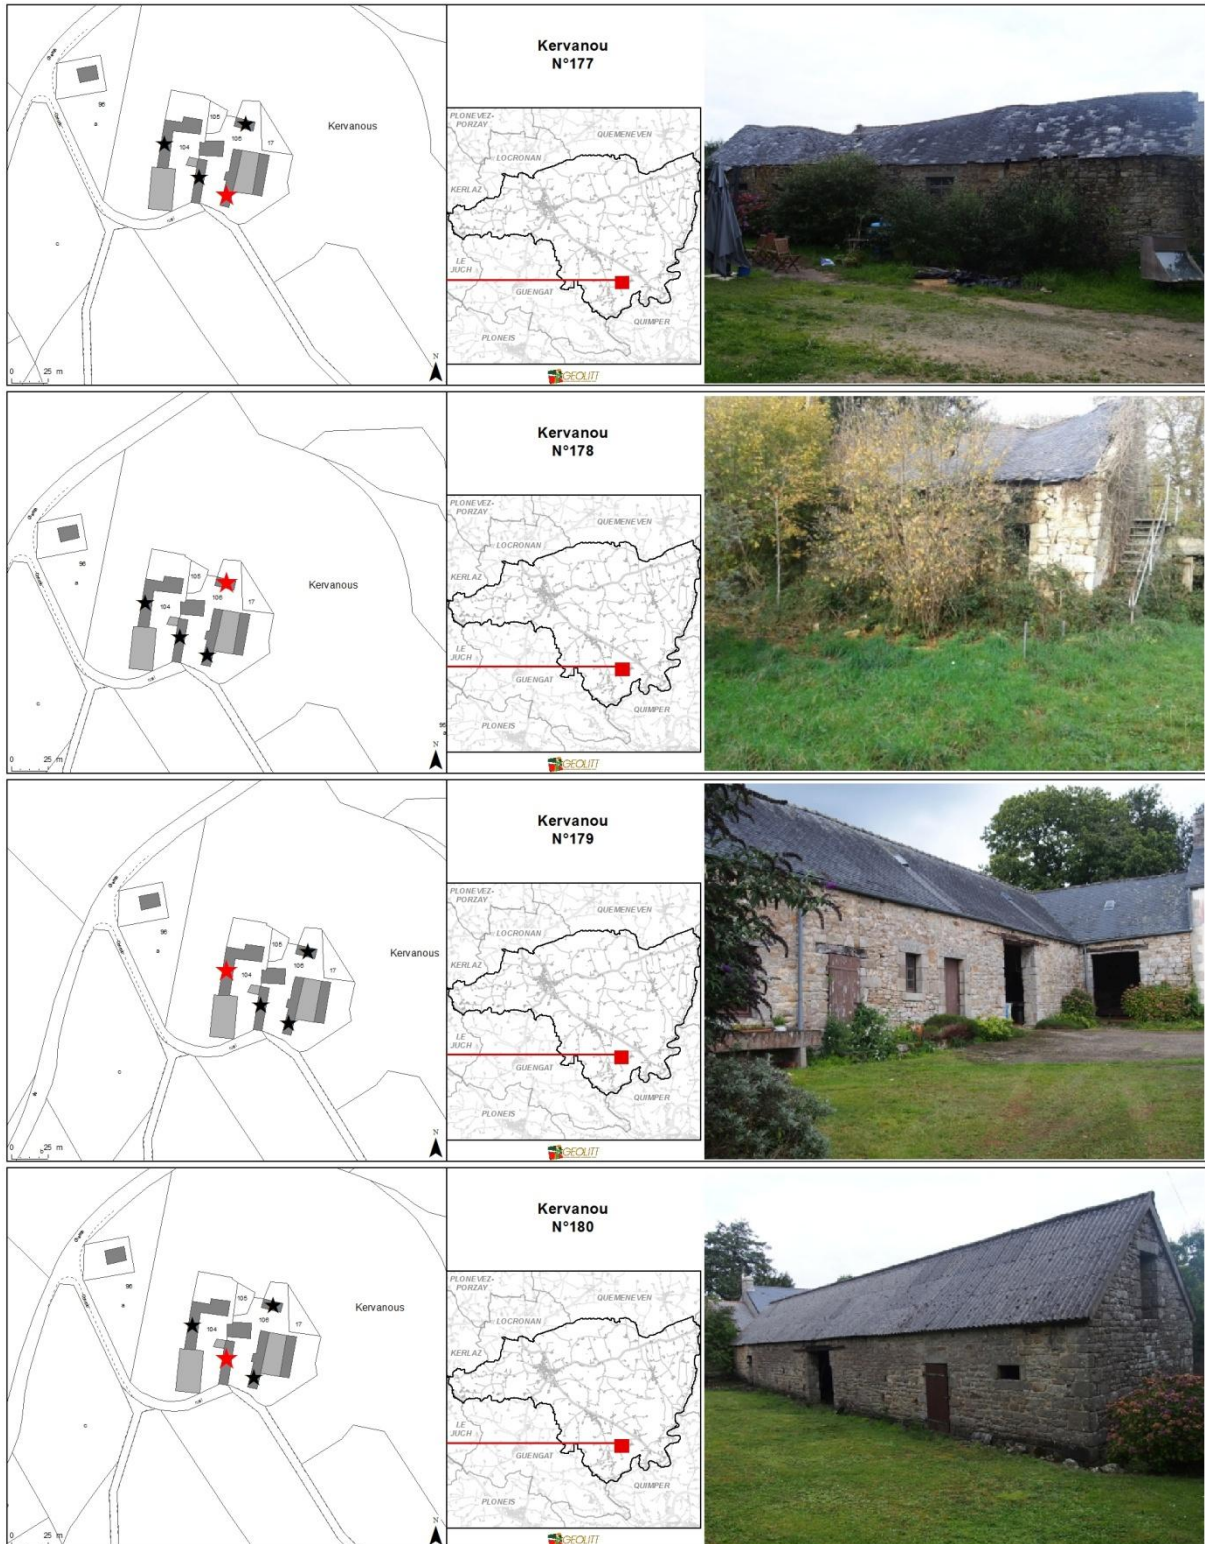 Kervanou
N°177
96
a
105
104
106
17
Kervanous
c
0 25 m
N
PLONEVEZ-
PORZAY
QUEMENEVEN
LOCRONAN
KERLAZ
LE
JUCH
GUENGAT
QUIMPER
PLONEIS
GEOLITT
Kervanou
N°178
96
a
105
104
106
17
Kervanous
c
96
a
0 25 m
N
PLONEVEZ-
PORZAY
QUEMENEVEN
LOCRONAN
KERLAZ
LE
JUCH
GUENGAT
QUIMPER
PLONEIS
GEOLITT
Kervanou
N°179
96
a
105
104
106
17
Kervanous
c
0 25 m
N
PLONEVEZ-
PORZAY
QUEMENEVEN
LOCRONAN
KERLAZ
LE
JUCH
GUENGAT
QUIMPER
PLONEIS
GEOLITT
Kervanou
N°180
96
a
105
104
106
17
Kervanous
c
0 25 m
N
PLONEVEZ-
PORZAY
QUEMENEVEN
LOCRONAN
KERLAZ
LE
JUCH
GUENGAT
QUIMPER
PLONEIS
GEOLITT